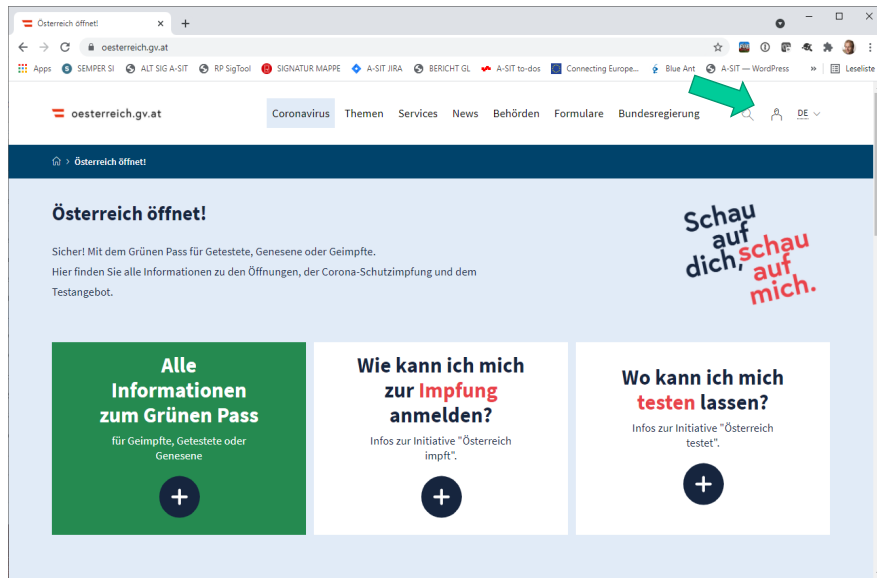 Österreich öffnet!
oesterreich.gv.at
Apps SEMPER SI ALT SIG A-SIT RP SigTool SIGNATUR MAPPE A-SIT JIRA BERICHT GL A-SIT to-dos Connecting Europe... Blue Ant A-SIT — WordPress » Leseliste
oesterreich.gv.at Coronavirus Themen Services News Behörden Formulare Bundesregierung DE
Österreich öffnet!
Österreich öffnet!
Sicher! Mit dem Grünen Pass für Getestete, Genesene oder Geimpfte.
Hier finden Sie alle Informationen zu den Öffnungen, der Corona-Schutzimpfung und dem
Testangebot.
Schau
auf
dich, schau
auf
mich.
Alle
Informationen
zum Grünen Pass
für Geimpfte, Getestete oder
Genesene
Wie kann ich mich
zur Impfung
anmelden?
Infos zur Initiative "Österreich
impft".
Wo kann ich mich
testen lassen?
Infos zur Initiative "Österreich
testet".